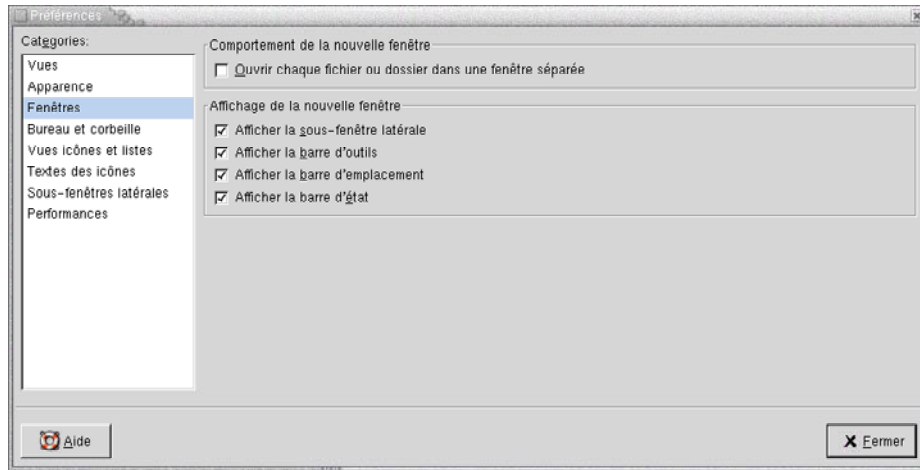 Préférences
Categories:
Vues
Apparence
Fenêtres
Bureau et corbeille
Vues icônes et listes
Textes des icônes
Sous-fenêtres latérales
Performances
Comportement de la nouvelle fenêtre
Ouvrir chaque fichier ou dossier dans une fenêtre séparée
Affichage de la nouvelle fenêtre
Afficher la sous-fenêtre latérale
Afficher la barre d'outils
Afficher la barre d'emplacement
Afficher la barre d'état
Aide
Fermer